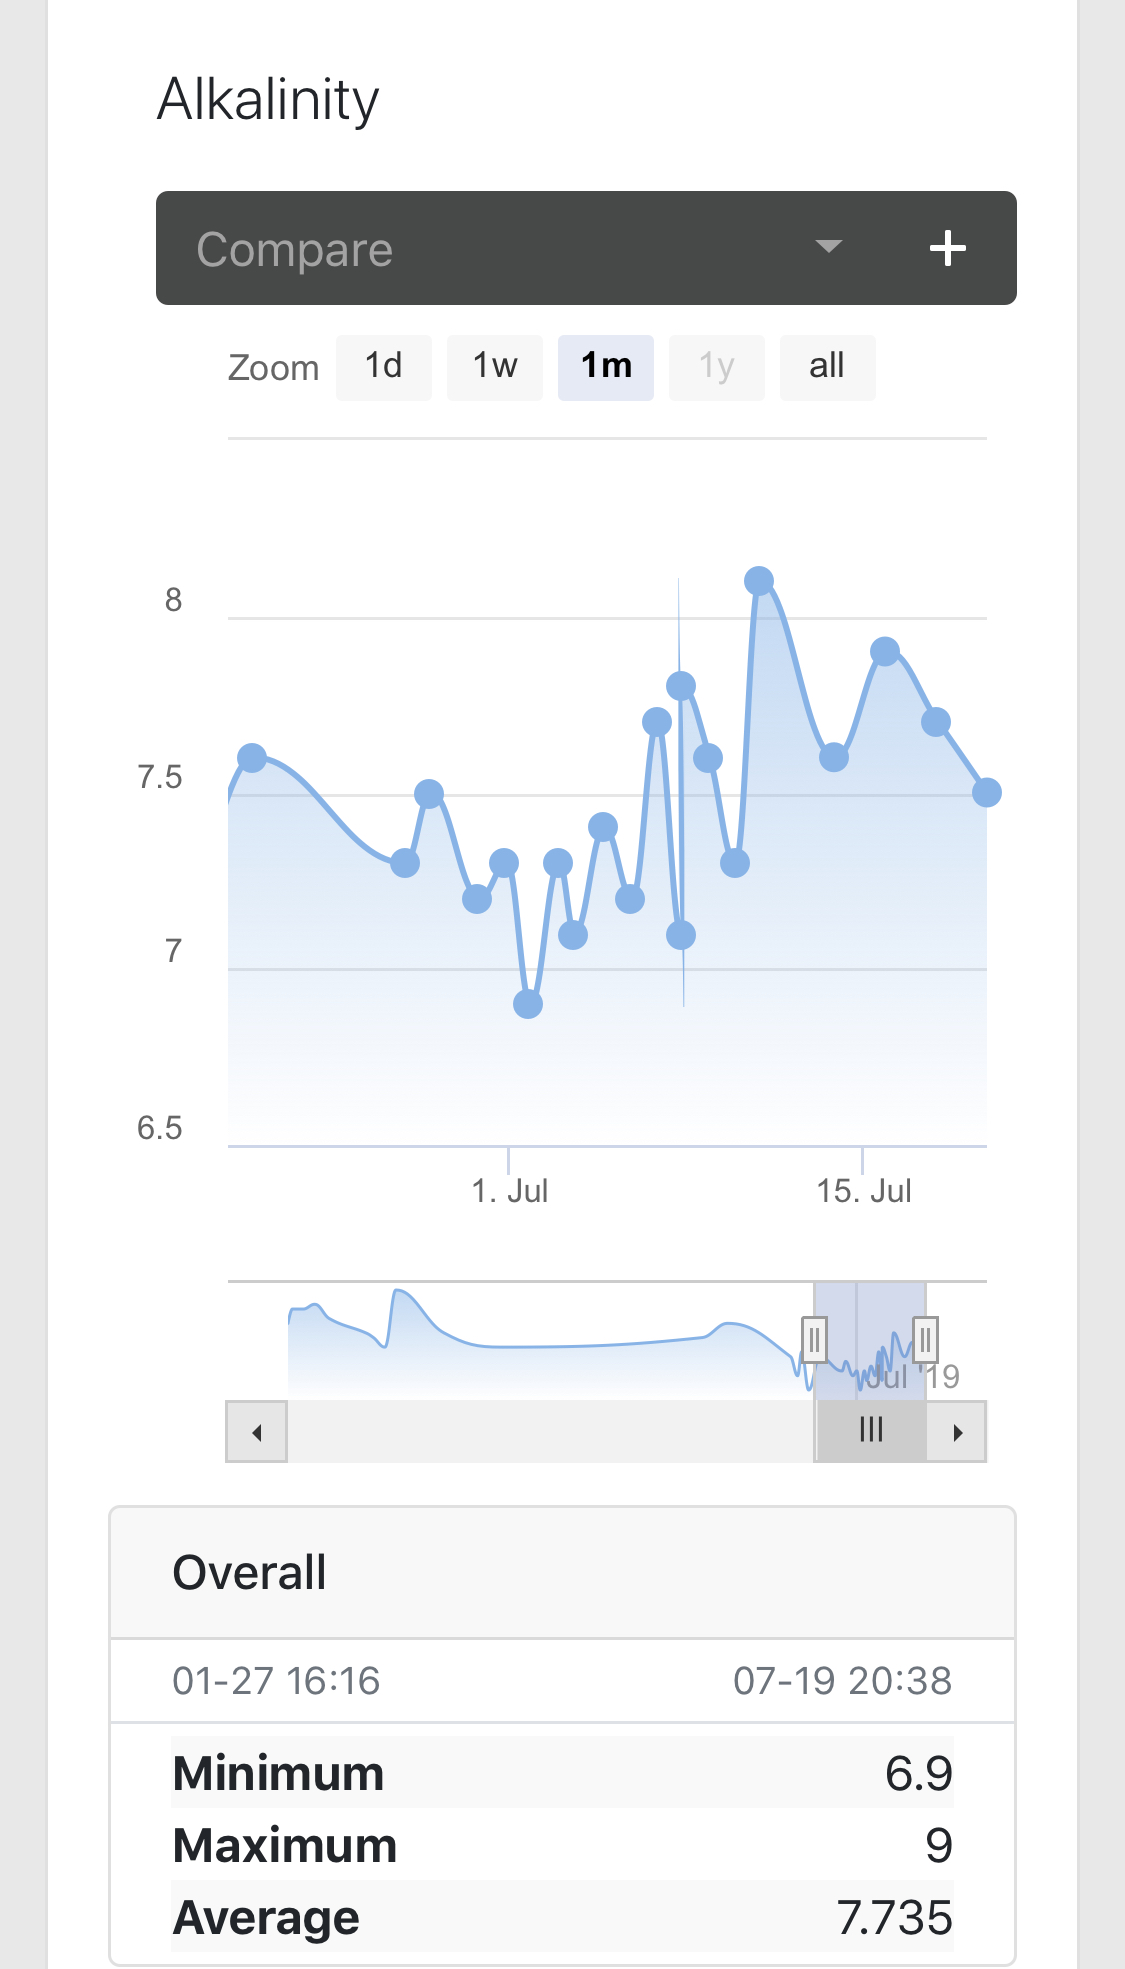 Alkalinity
Compare
Zoom 1d 1w 1m 1y all
8
7.5
7
6.5
1. Jul 15. Jul
Jul '19
Overall
01-27 16:16 07-19 20:38
Minimum 6.9
Maximum 9
Average 7.735